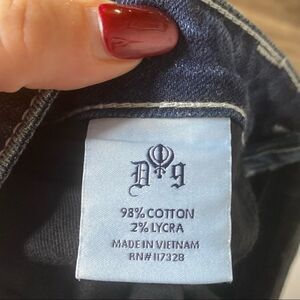 D g
98% COTTON
2% LYCRA
MADE IN VIETNAM
RN# 117328